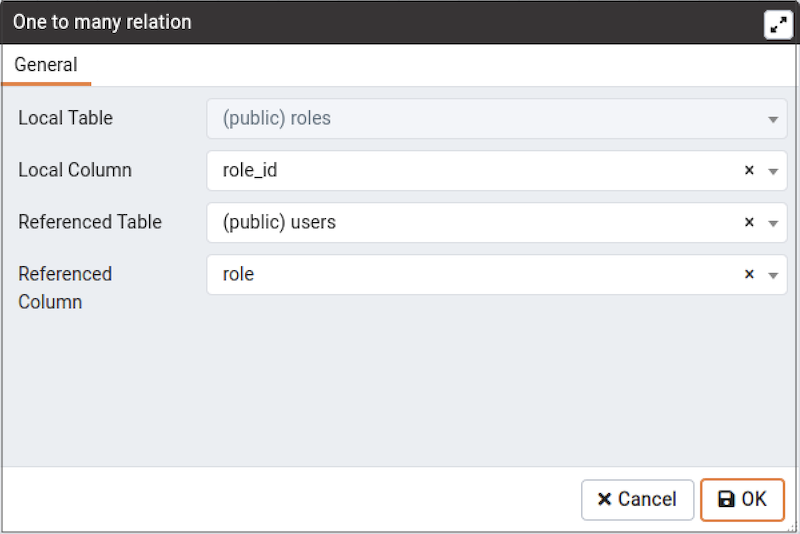 One to many relation
General
Local Table
(public) roles
Local Column
role_id
Referenced Table
(public) users
Referenced
Column
role
Cancel
OK